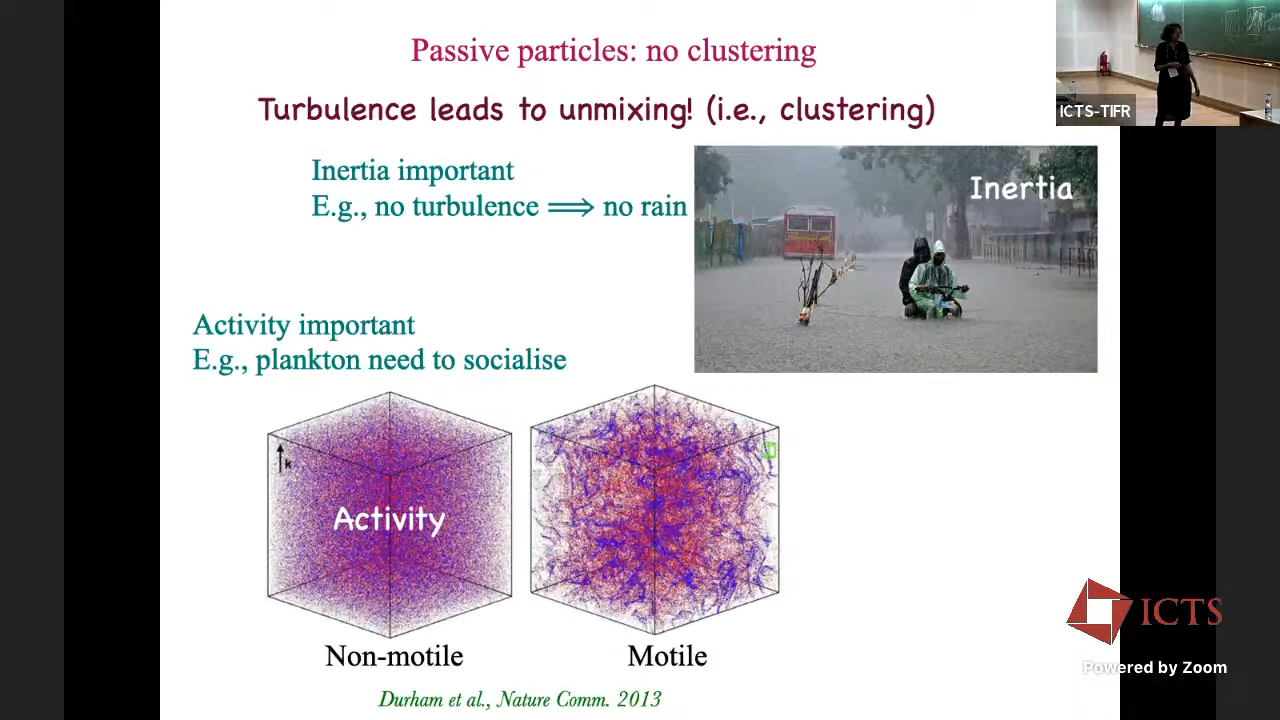 Passive particles: no clustering
Turbulence leads to unmixing! (i.e., clustering)
ICTS-TIFR
Inertia important
E.g., no turbulence ⟹ no rain
Inertia
Activity important
E.g., plankton need to socialise
k
Activity
Non-motile
Motile
Durham et al., Nature Comm. 2013
ICTS
Powered by Zoom